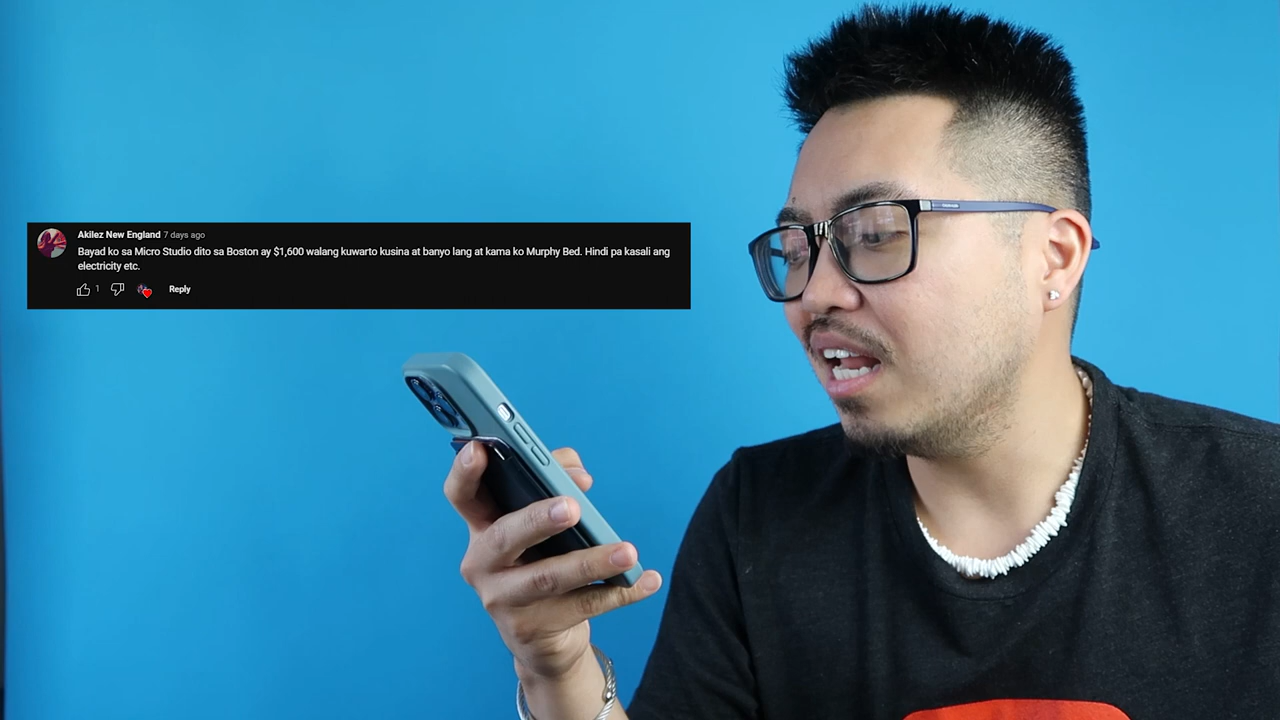 Akilez New England 7 days ago
Bayad ko sa Micro Studio dito sa Boston ay $1,600 walang kuwarto kusina at banyo lang at kama ko Murphy Bed. Hindi pa kasali ang
electricity etc.
1
Reply